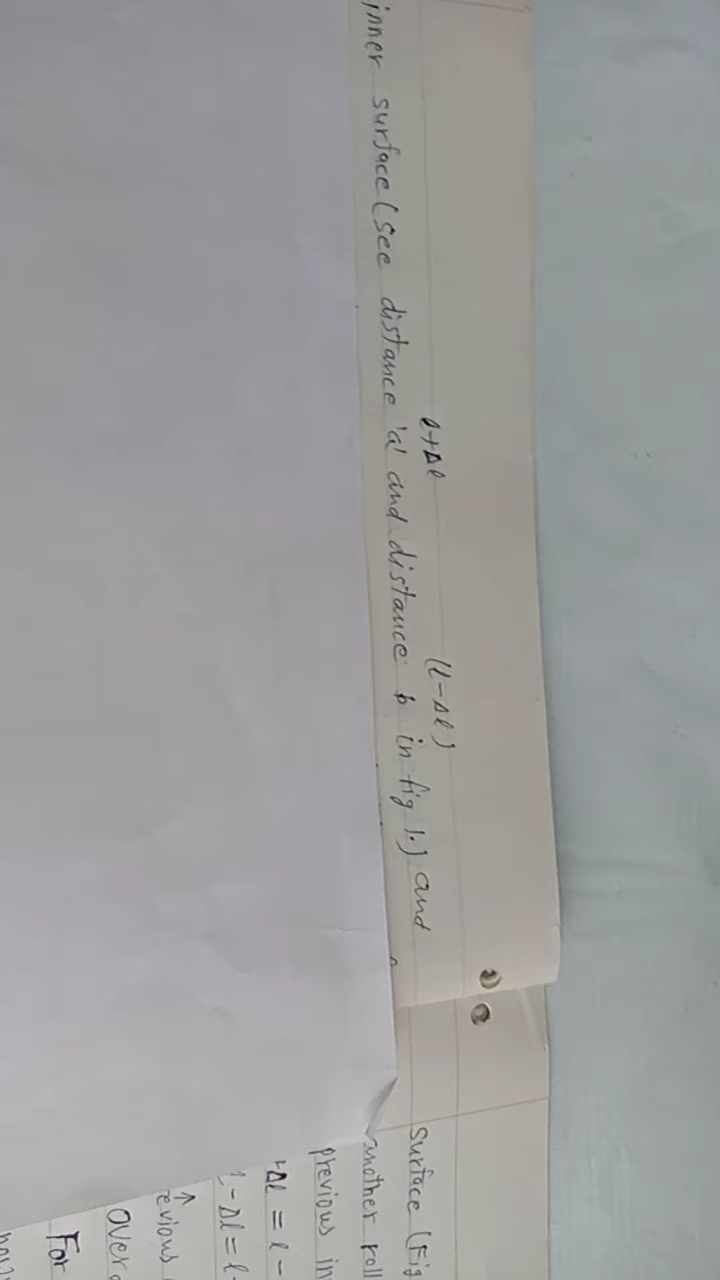 l+Δl (l-Δl)
inner surface (see distance 'a' and distance b in fig 1.) and
Surface (Fig
another roll
previous in
+Δl = l -
l - Δl = l -
↑
evious
over
For